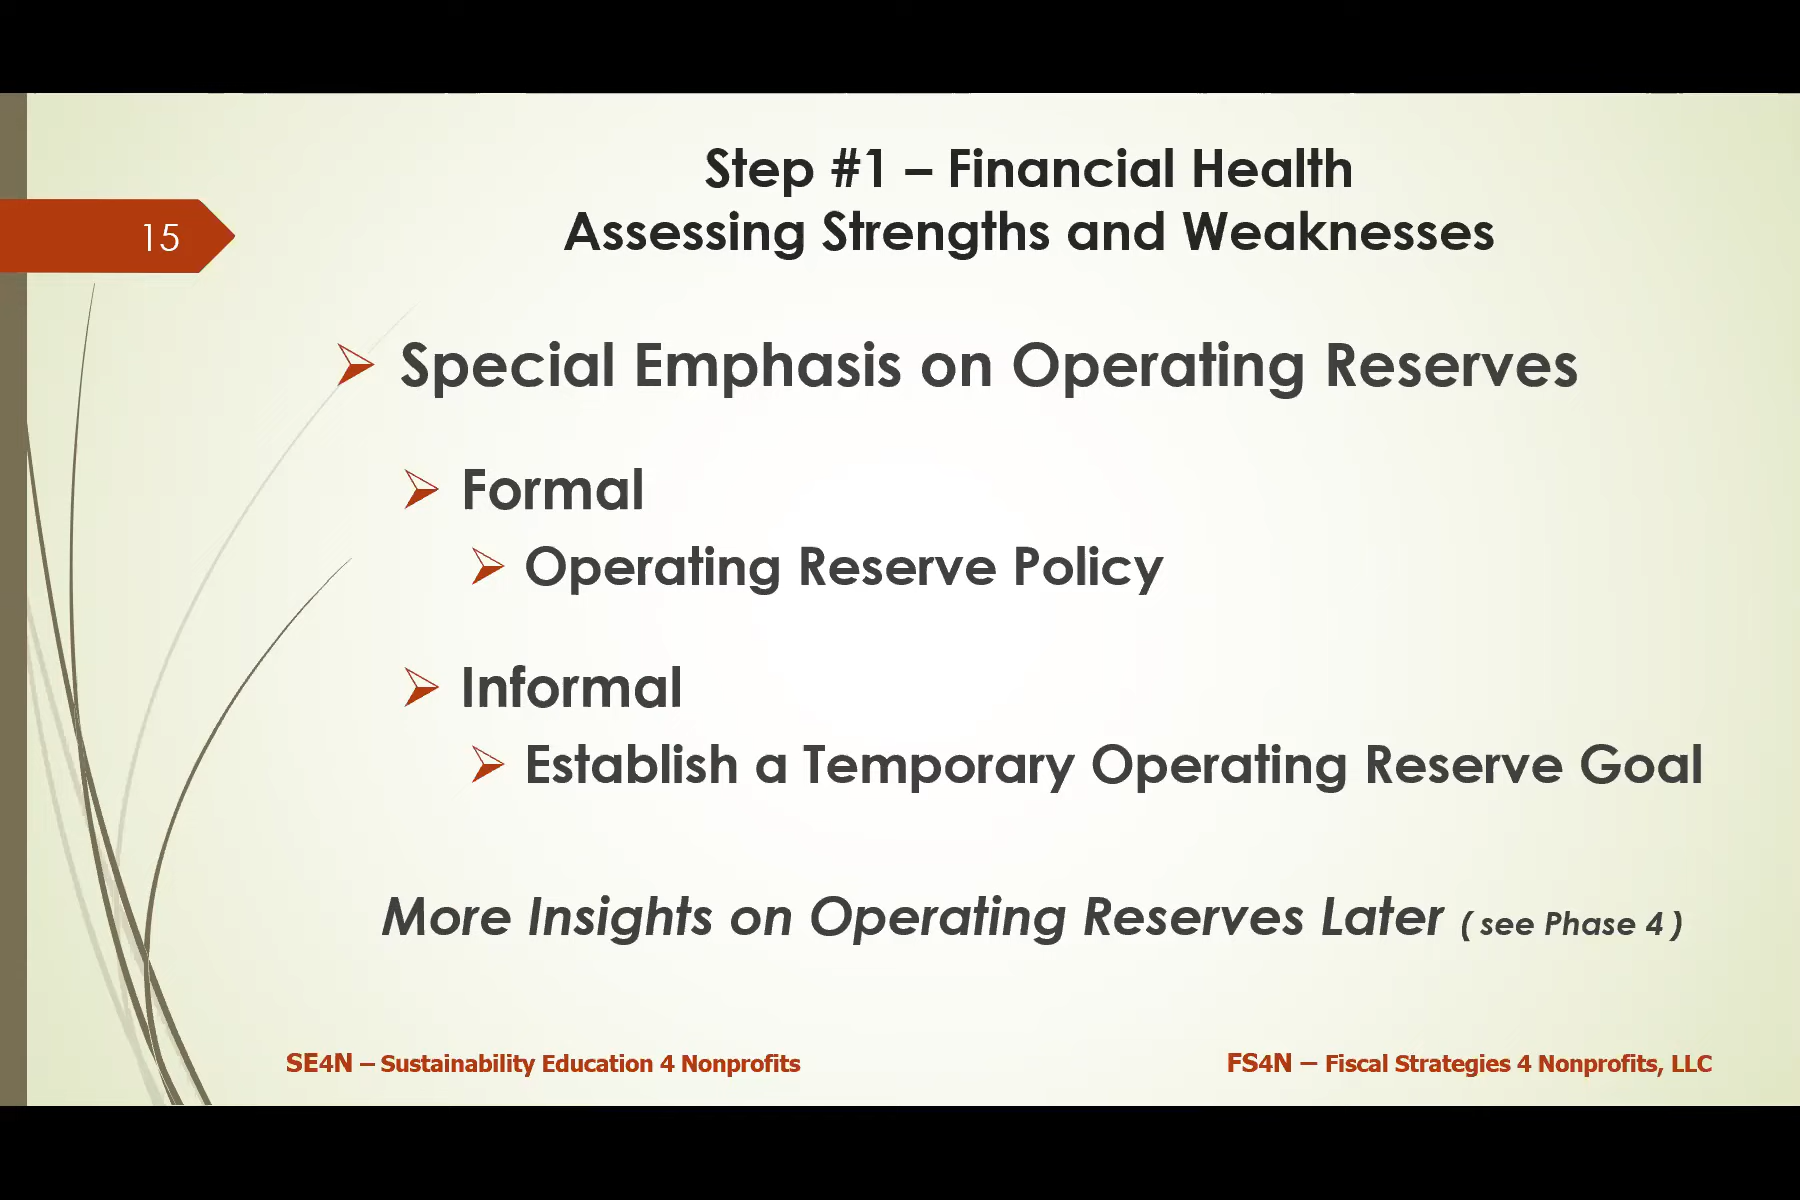 Step #1 – Financial Health
Assessing Strengths and Weaknesses
15
Special Emphasis on Operating Reserves
Formal
Operating Reserve Policy
Informal
Establish a Temporary Operating Reserve Goal
More Insights on Operating Reserves Later ( see Phase 4 )
SE4N – Sustainability Education 4 Nonprofits
FS4N – Fiscal Strategies 4 Nonprofits, LLC